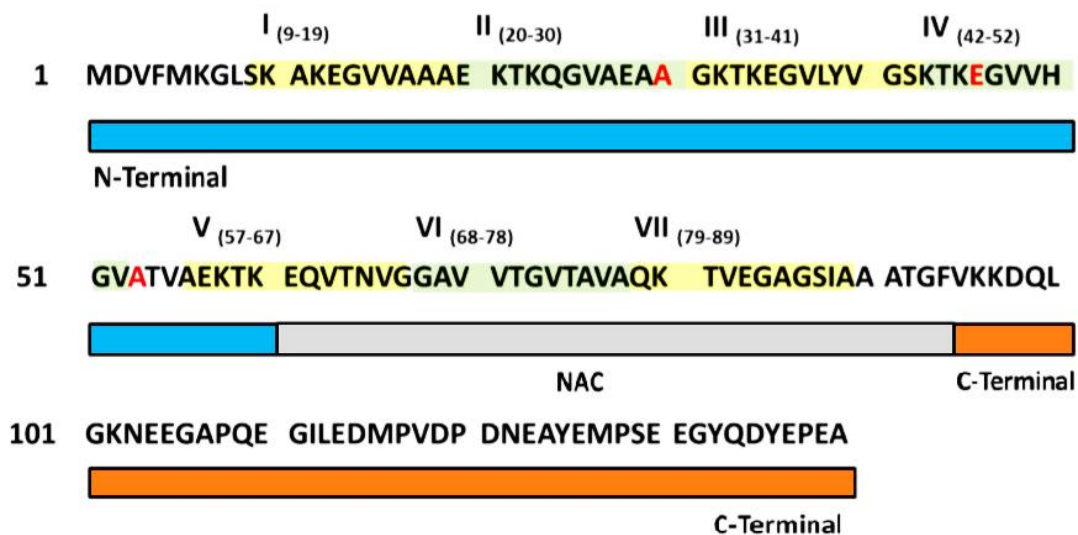 I (9-19) II (20-30) III (31-41) IV (42-52)
1 MDVFMKGLSK AKEGVVAAAE KTKQGVAEAA GKTKEGVLYV GSKTKEGVVH
N-Terminal
V (57-67) VI (68-78) VII (79-89)
51 GVATVAEKTK EQVTNVGGAV VTGVTAVAQK TVEGAGSIAA ATGFVKKDQL
NAC C-Terminal
101 GKNEEGAPQE GILEDMPVDP DNEAYEMPSE EGYQDYEPEA
C-Terminal